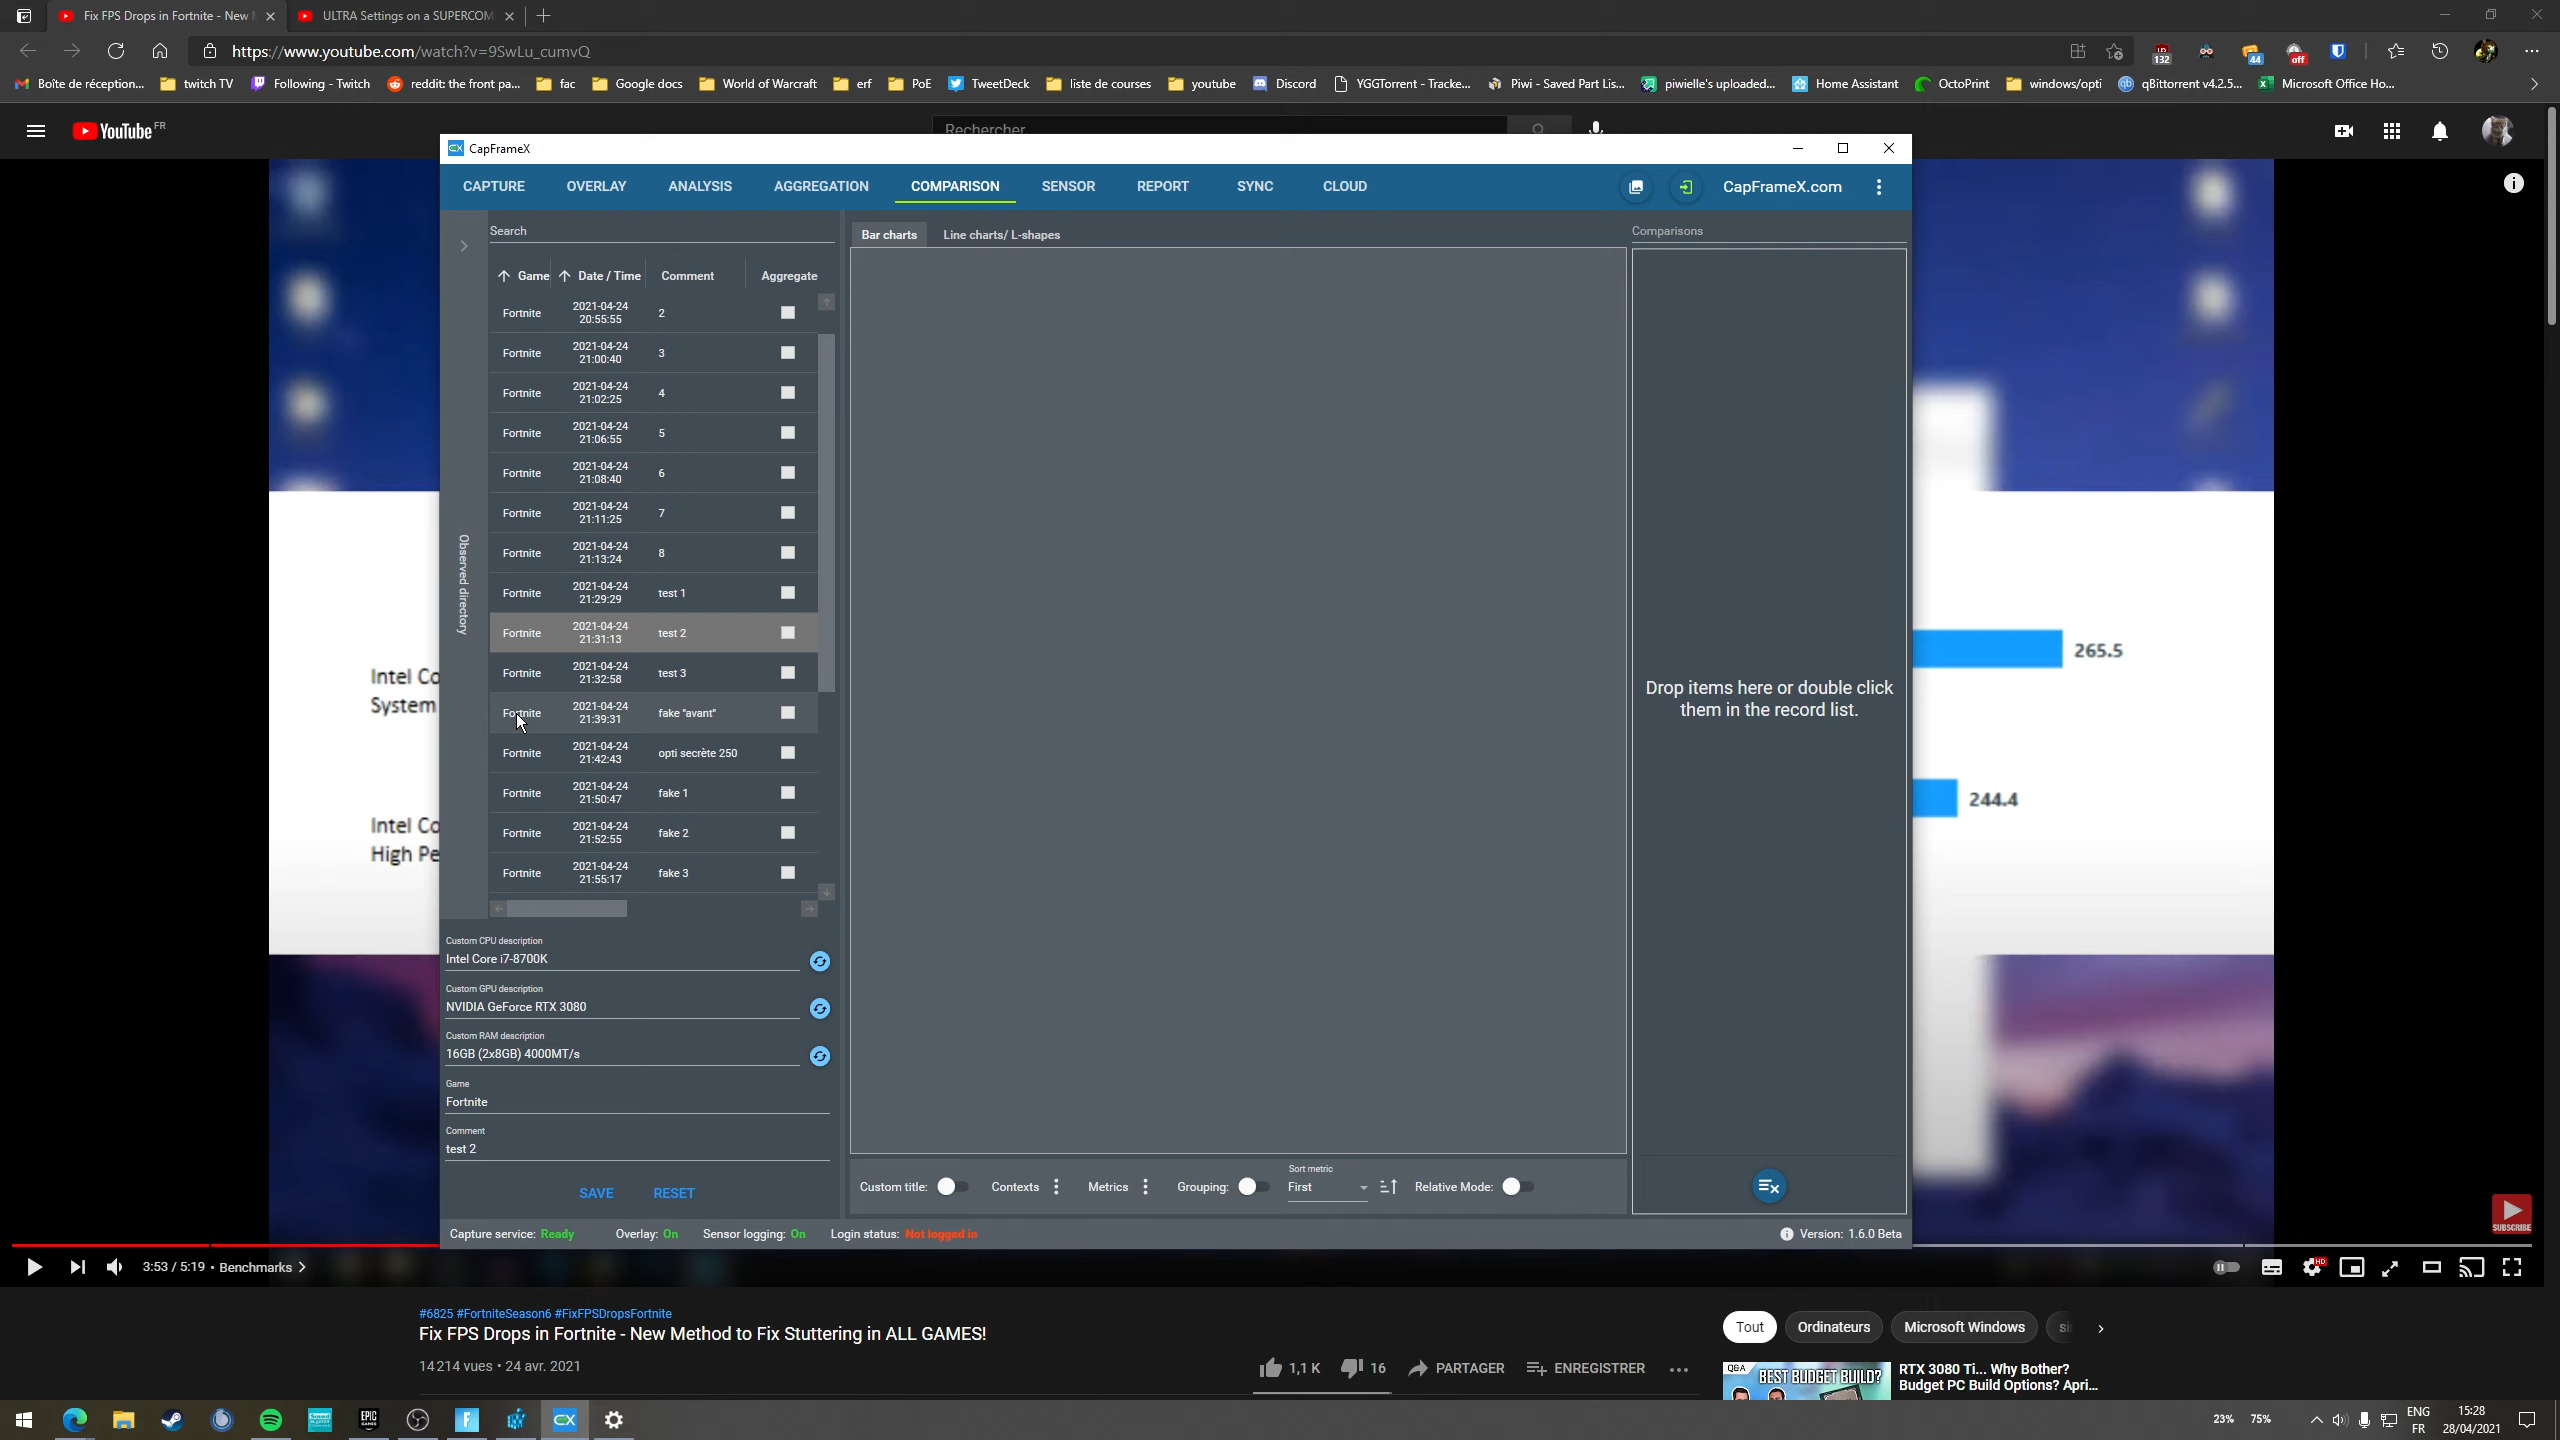 Fix FPS Drops in Fortnite - New
ULTRA Settings on a SUPERCOM
https://www.youtube.com/watch?v=9SwLu_cumvQ
132
44
off
Boîte de réception...
twitch TV
Following - Twitch
reddit: the front pa...
fac
Google docs
World of Warcraft
erf
PoE
TweetDeck
liste de courses
youtube
Discord
YGGTorrent - Tracke...
Piwi - Saved Part Lis...
piwielle's uploaded...
Home Assistant
OctoPrint
windows/opti
qBittorrent v4.2.5...
Microsoft Office Ho...
YouTube FR
Rechercher
CX CapFrameX
CAPTURE OVERLAY ANALYSIS AGGREGATION COMPARISON SENSOR REPORT SYNC CLOUD CapFrameX.com
Search
Bar charts Line charts/ L-shapes
Comparisons
Game Date / Time Comment Aggregate
Fortnite 2021-04-24 20:55:55 2
Fortnite 2021-04-24 21:00:40 3
Fortnite 2021-04-24 21:02:25 4
Fortnite 2021-04-24 21:06:55 5
Fortnite 2021-04-24 21:08:40 6
Fortnite 2021-04-24 21:11:25 7
Fortnite 2021-04-24 21:13:24 8
Fortnite 2021-04-24 21:29:29 test 1
Fortnite 2021-04-24 21:31:13 test 2
Fortnite 2021-04-24 21:32:58 test 3
Fortnite 2021-04-24 21:39:31 fake "avant"
Fortnite 2021-04-24 21:42:43 opti secrète 250
Fortnite 2021-04-24 21:50:47 fake 1
Fortnite 2021-04-24 21:52:55 fake 2
Fortnite 2021-04-24 21:55:17 fake 3
Observed directory
Drop items here or double click
them in the record list.
Intel Co
System
265.5
Intel Co
High Pe
244.4
Custom CPU description
Intel Core i7-8700K
Custom GPU description
NVIDIA GeForce RTX 3080
Custom RAM description
16GB (2x8GB) 4000MT/s
Game
Fortnite
Comment
test 2
SAVE RESET
Custom title: Contexts Metrics Grouping: Sort metric First Relative Mode:
Capture service: Ready Overlay: On Sensor logging: On Login status: Not logged in
Version: 1.6.0 Beta
SUBSCRIBE
3:53 / 5:19 • Benchmarks
HD
#6825 #FortniteSeason6 #FixFPSDropsFortnite
Fix FPS Drops in Fortnite - New Method to Fix Stuttering in ALL GAMES!
14 214 vues • 24 avr. 2021
1,1 K 16 PARTAGER ENREGISTRER
Tout Ordinateurs Microsoft Windows si
Q&A
BEST BUDGET BUILD?
RTX 3080 Ti... Why Bother?
Budget PC Build Options? Apri...
EPIC GAMES
CX
23% 75%
ENG
FR
15:28
28/04/2021